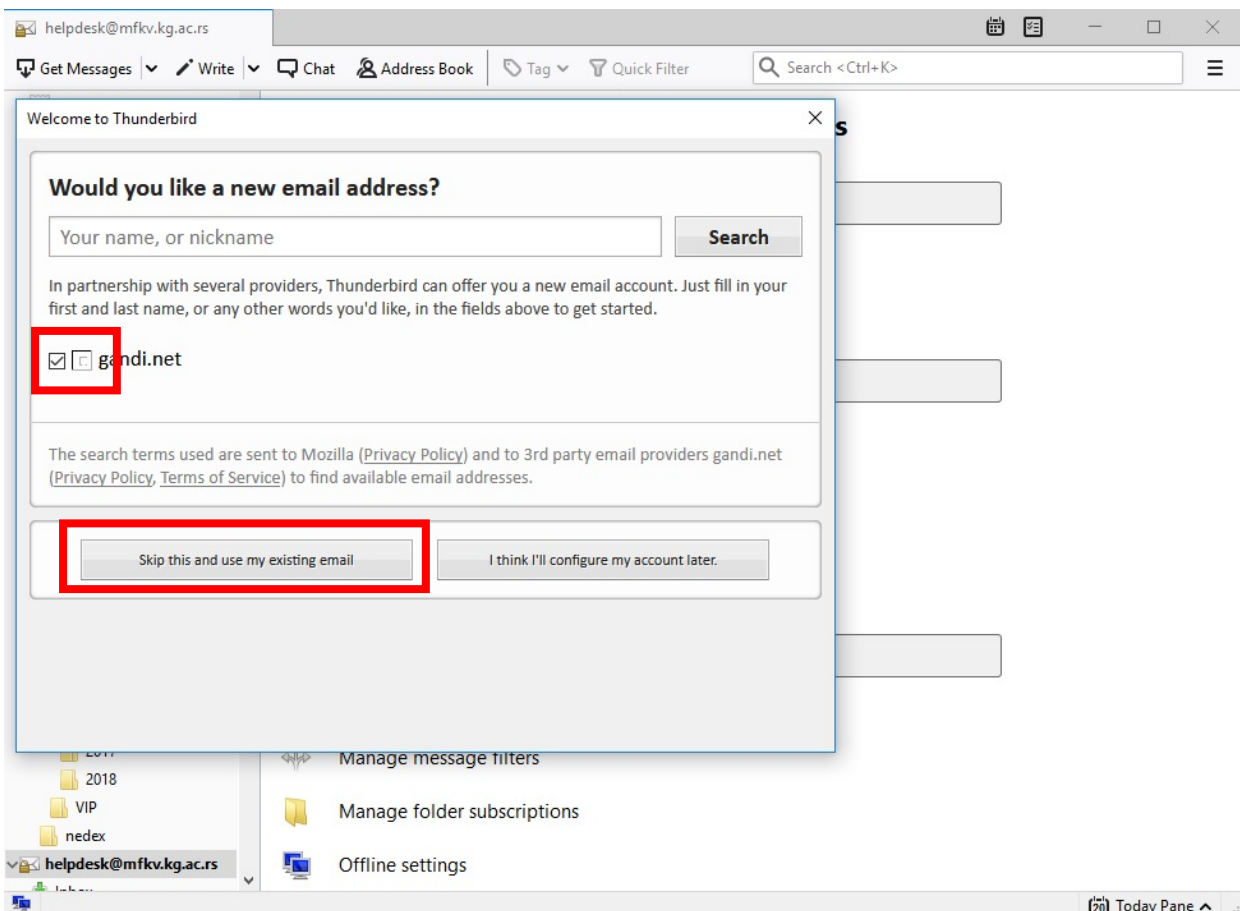 helpdesk@mfkv.kg.ac.rs
Get Messages Write Chat Address Book Tag Quick Filter Search <Ctrl+K>
Welcome to Thunderbird
s
Would you like a new email address?
Your name, or nickname Search
In partnership with several providers, Thunderbird can offer you a new email account. Just fill in your
first and last name, or any other words you'd like, in the fields above to get started.
gandi.net
The search terms used are sent to Mozilla (Privacy Policy) and to 3rd party email providers gandi.net
(Privacy Policy, Terms of Service) to find available email addresses.
Skip this and use my existing email I think I'll configure my account later.
2017
Manage message filters
2018
VIP
Manage folder subscriptions
nedex
helpdesk@mfkv.kg.ac.rs
Offline settings
Inbox
20 Today Pane